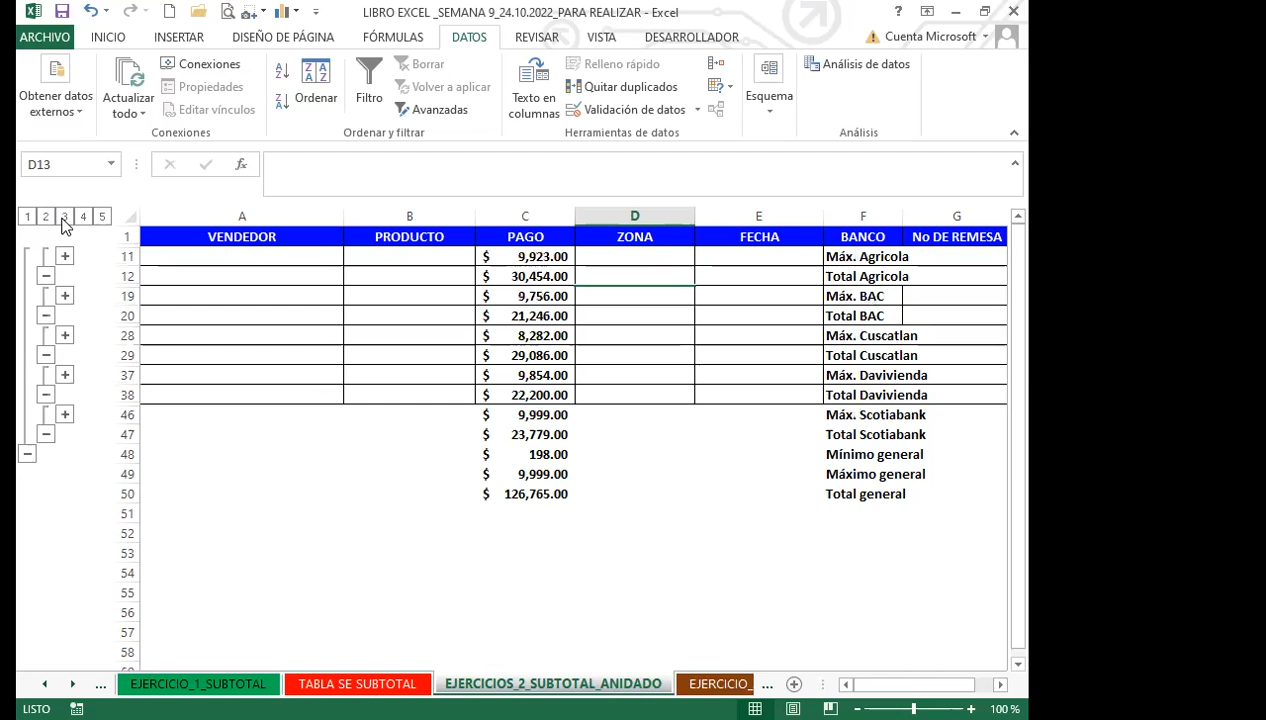 LIBRO EXCEL _SEMANA 9_24.10.2022_PARA REALIZAR - Excel
ARCHIVO INICIO INSERTAR DISEÑO DE PÁGINA FÓRMULAS DATOS REVISAR VISTA DESARROLLADOR Cuenta Microsoft
Obtener datos externos
Actualizar todo
Conexiones
Propiedades
Editar vínculos
Conexiones
Ordenar
Filtro
Borrar
Volver a aplicar
Avanzadas
Ordenar y filtrar
Texto en columnas
Relleno rápido
Quitar duplicados
Validación de datos
Herramientas de datos
Esquema
Análisis de datos
Análisis
D13
1 2 3 4 5 A B C D E F G
1 VENDEDOR PRODUCTO PAGO ZONA FECHA BANCO No DE REMESA
11 $ 9,923.00 Máx. Agricola
12 $ 30,454.00 Total Agricola
19 $ 9,756.00 Máx. BAC
20 $ 21,246.00 Total BAC
28 $ 8,282.00 Máx. Cuscatlan
29 $ 29,086.00 Total Cuscatlan
37 $ 9,854.00 Máx. Davivienda
38 $ 22,200.00 Total Davivienda
46 $ 9,999.00 Máx. Scotiabank
47 $ 23,779.00 Total Scotiabank
48 $ 198.00 Mínimo general
49 $ 9,999.00 Máximo general
50 $ 126,765.00 Total general
51
52
53
54
55
56
57
58
... EJERCICIO_1_SUBTOTAL TABLA SE SUBTOTAL EJERCICIOS_2_SUBTOTAL_ANIDADO EJERCICIO_ ...
LISTO 100 %